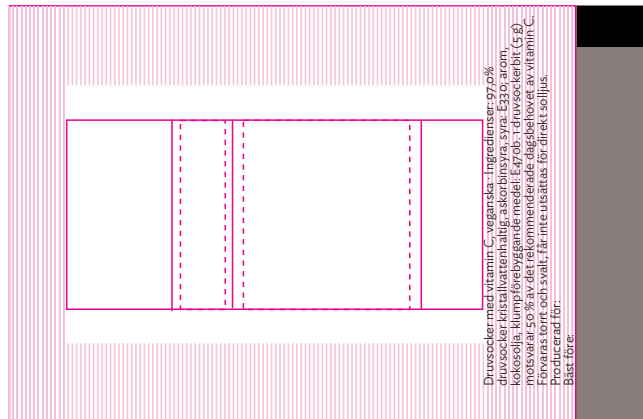 Druvsocker med vitamin C, veganska. Ingredienser: 97,0%
druvsocker kristallvattenhaltig, askorbinsyra, syra: E330; arom,
kokosolja, klumpförebyggande medel: E470b. 1 druvsockerbit (5 g)
motsvarar 50 % av det rekommenderade dagsbehovet av vitamin C.
Förvaras torrt och svalt, får inte utsättas för direkt solljus.
Producerad för:
Bäst före: